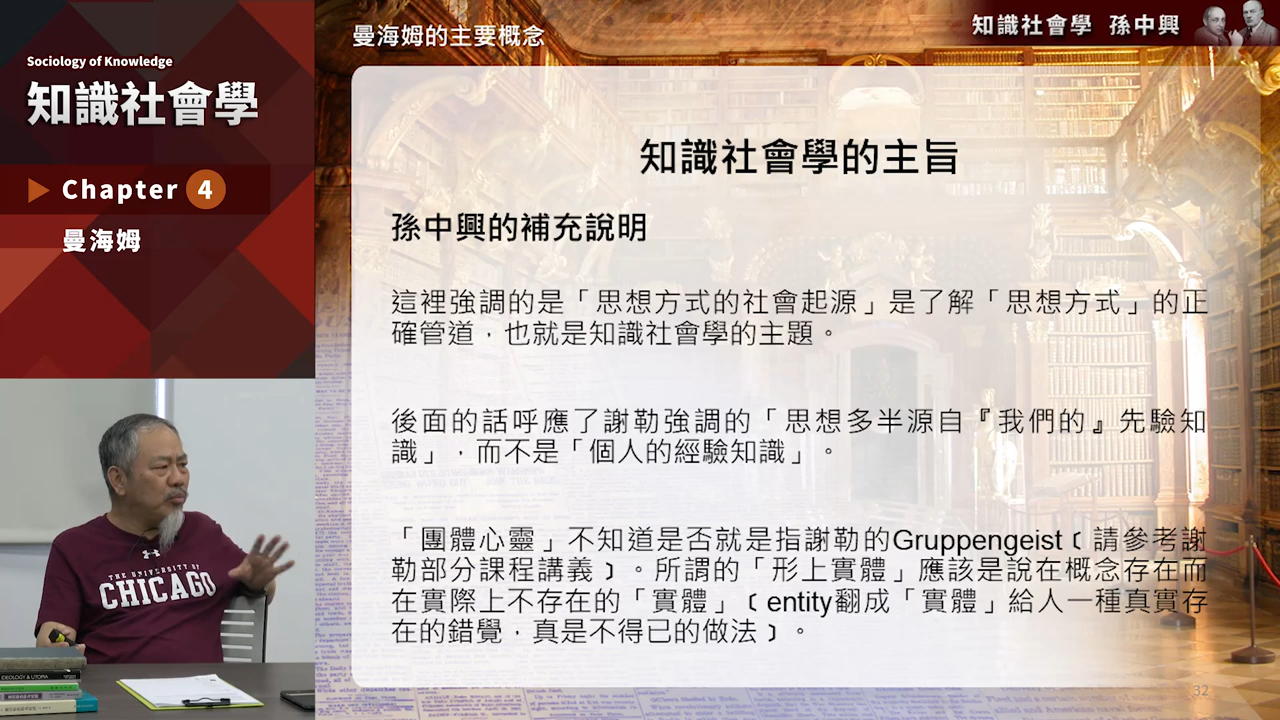 Sociology of Knowledge
知識社會學
Chapter 4
曼海姆
曼海姆的主要概念
知識社會學 孫中興
知識社會學的主旨
孫中興的補充說明
這裡強調的是「思想方式的社會起源」是了解「思想方式」的正
確管道，也就是知識社會學的主題。
後面的話呼應了謝勒強調的「思想多半源自『我們的』先驗知
識」，而不是「個人的經驗知識」。
「團體心靈」不知道是否就是指謝勒的Gruppengeist﹝請參考謝
勒部分課程講義﹞。所謂的「形上實體」應該是說在概念存在而
在實際上不存在的「實體」﹝entity翻成「實體」給人一種真實存
在的錯覺，真是不得已的做法﹞。
32
THE UNIVERSITY OF
CHICAGO
IDEOLOGY & UTOPIA